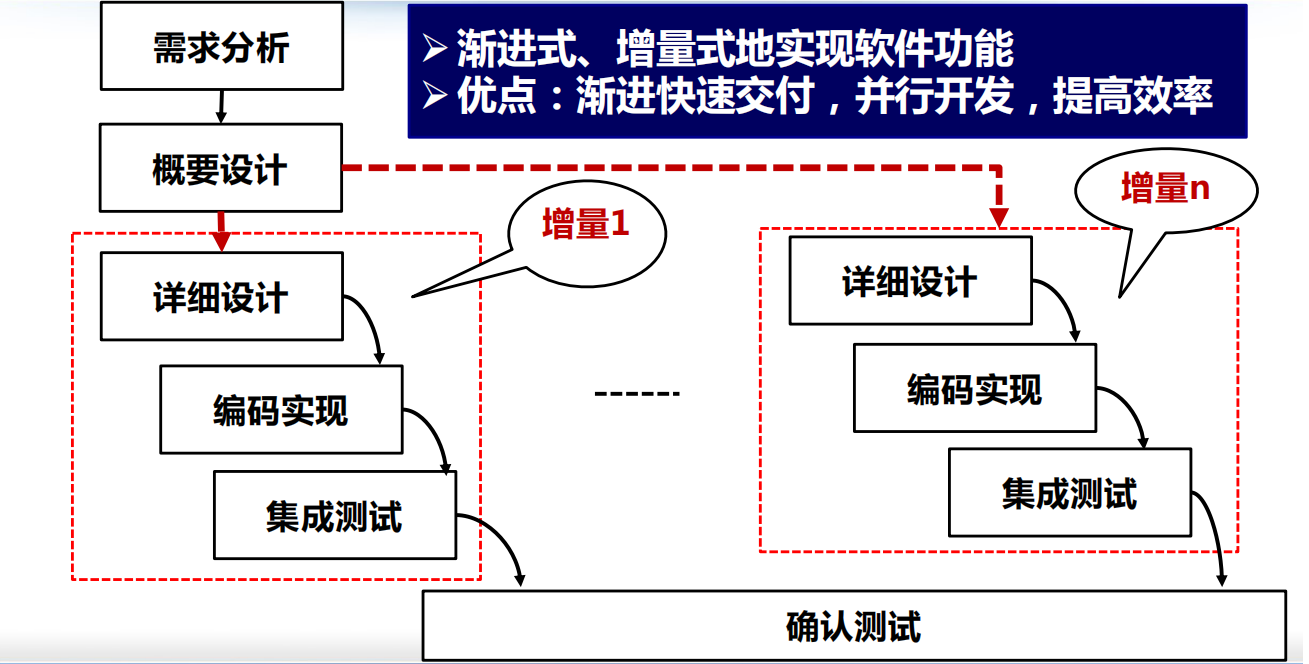 需求分析
渐进式、增量式地实现软件功能
优点：渐进快速交付，并行开发，提高效率
概要设计
增量1
增量n
详细设计
编码实现
集成测试
详细设计
编码实现
集成测试
确认测试